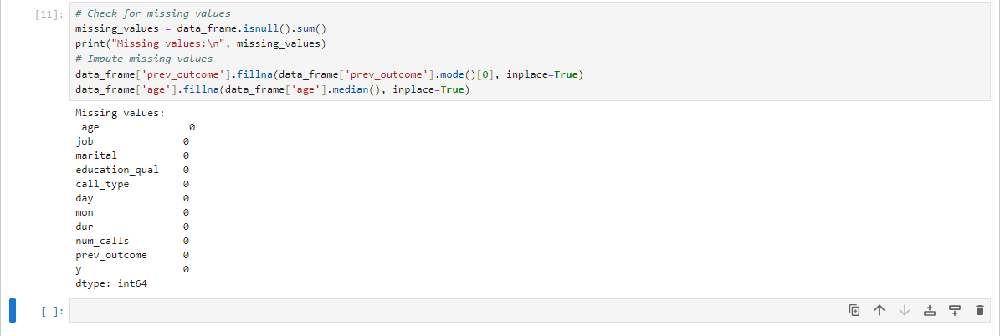 [11]:
# Check for missing values
missing_values = data_frame.isnull().sum()
print("Missing values:\n", missing_values)
# Impute missing values
data_frame['prev_outcome'].fillna(data_frame['prev_outcome'].mode()[0], inplace=True)
data_frame['age'].fillna(data_frame['age'].median(), inplace=True)
Missing values:
age 0
job 0
marital 0
education_qual 0
call_type 0
day 0
mon 0
dur 0
num_calls 0
prev_outcome 0
y 0
dtype: int64
[ ]: